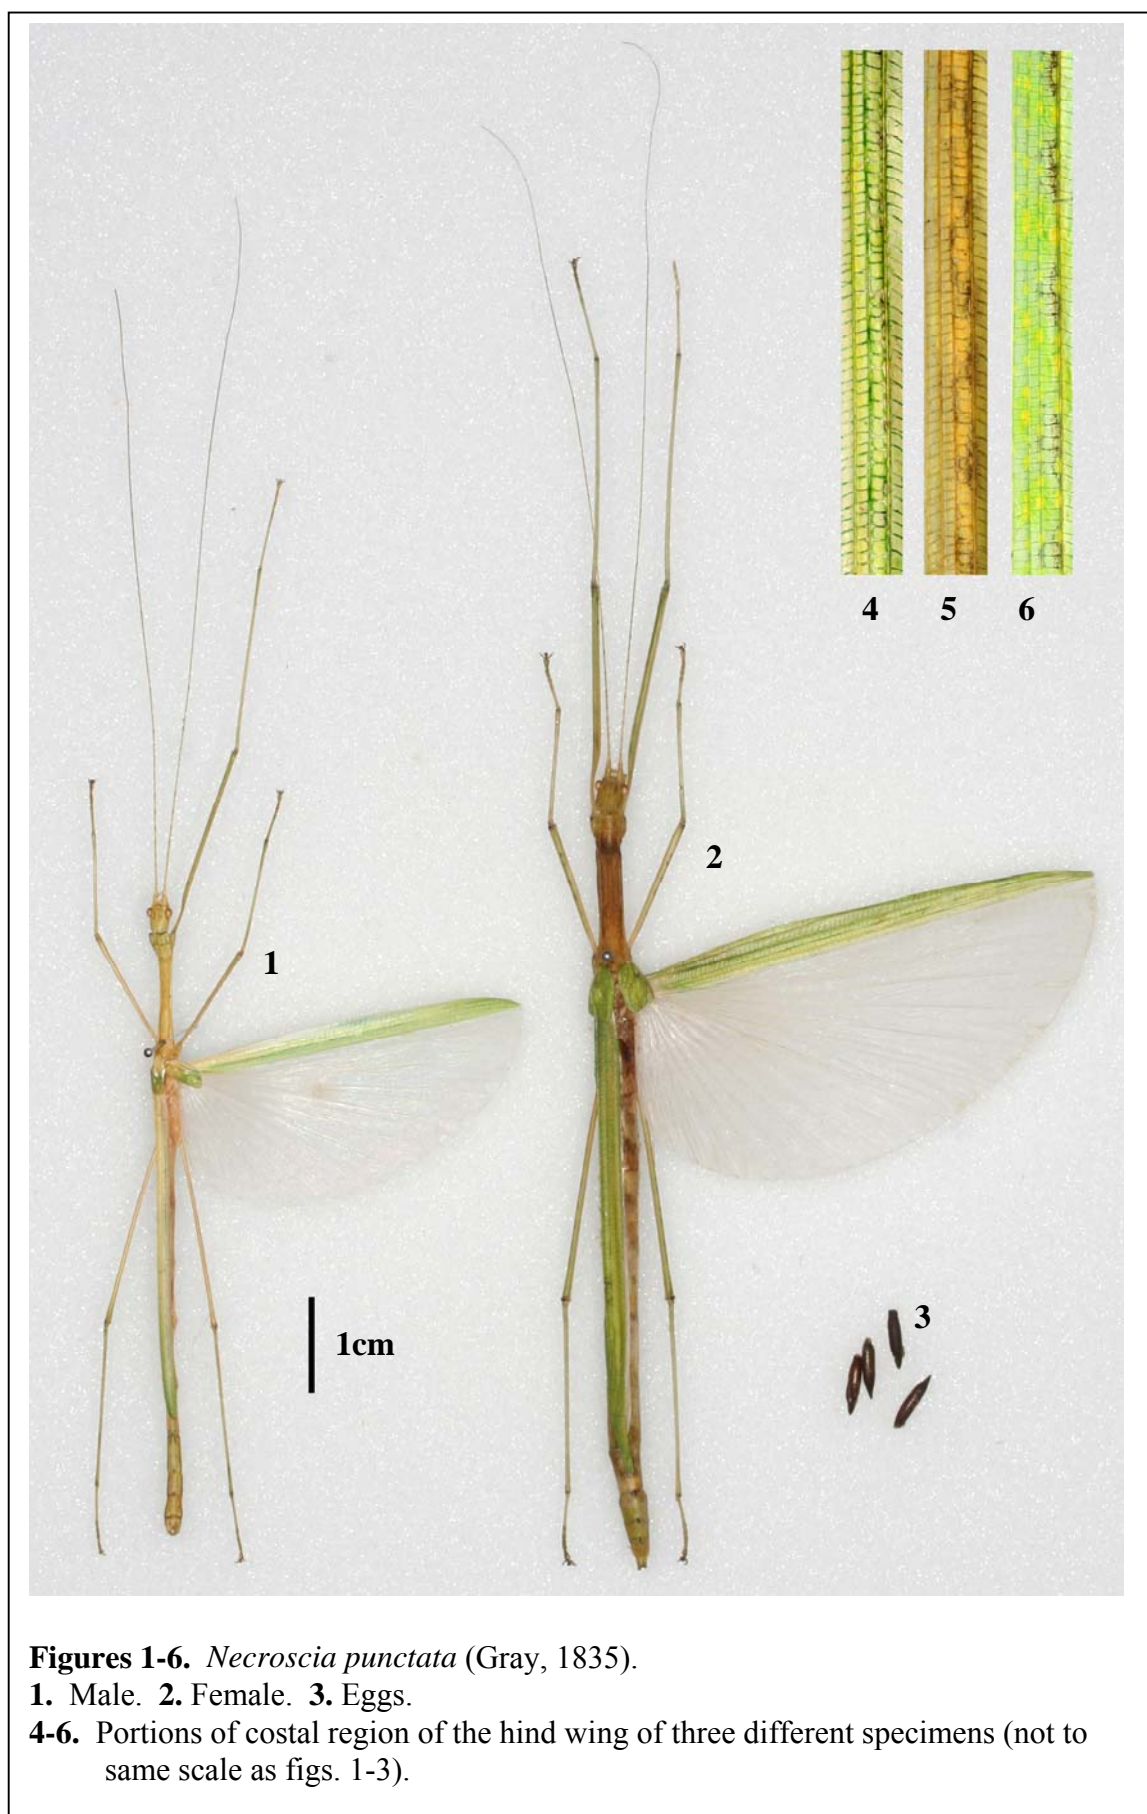 4 5 6
2
1
3
1cm
Figures 1-6. Necroscia punctata (Gray, 1835).
1. Male. 2. Female. 3. Eggs.
4-6. Portions of costal region of the hind wing of three different specimens (not to
same scale as figs. 1-3).